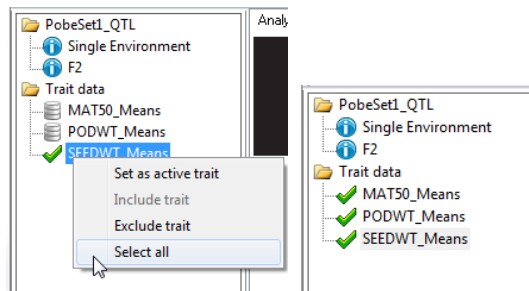 PobeSet1_QTL
Single Environment
F2
Trait data
MAT50_Means
PODWT_Means
SEEDWT_Means
Set as active trait
Include trait
Exclude trait
Select all
Analy
PobeSet1_QTL
Single Environment
F2
Trait data
MAT50_Means
PODWT_Means
SEEDWT_Means